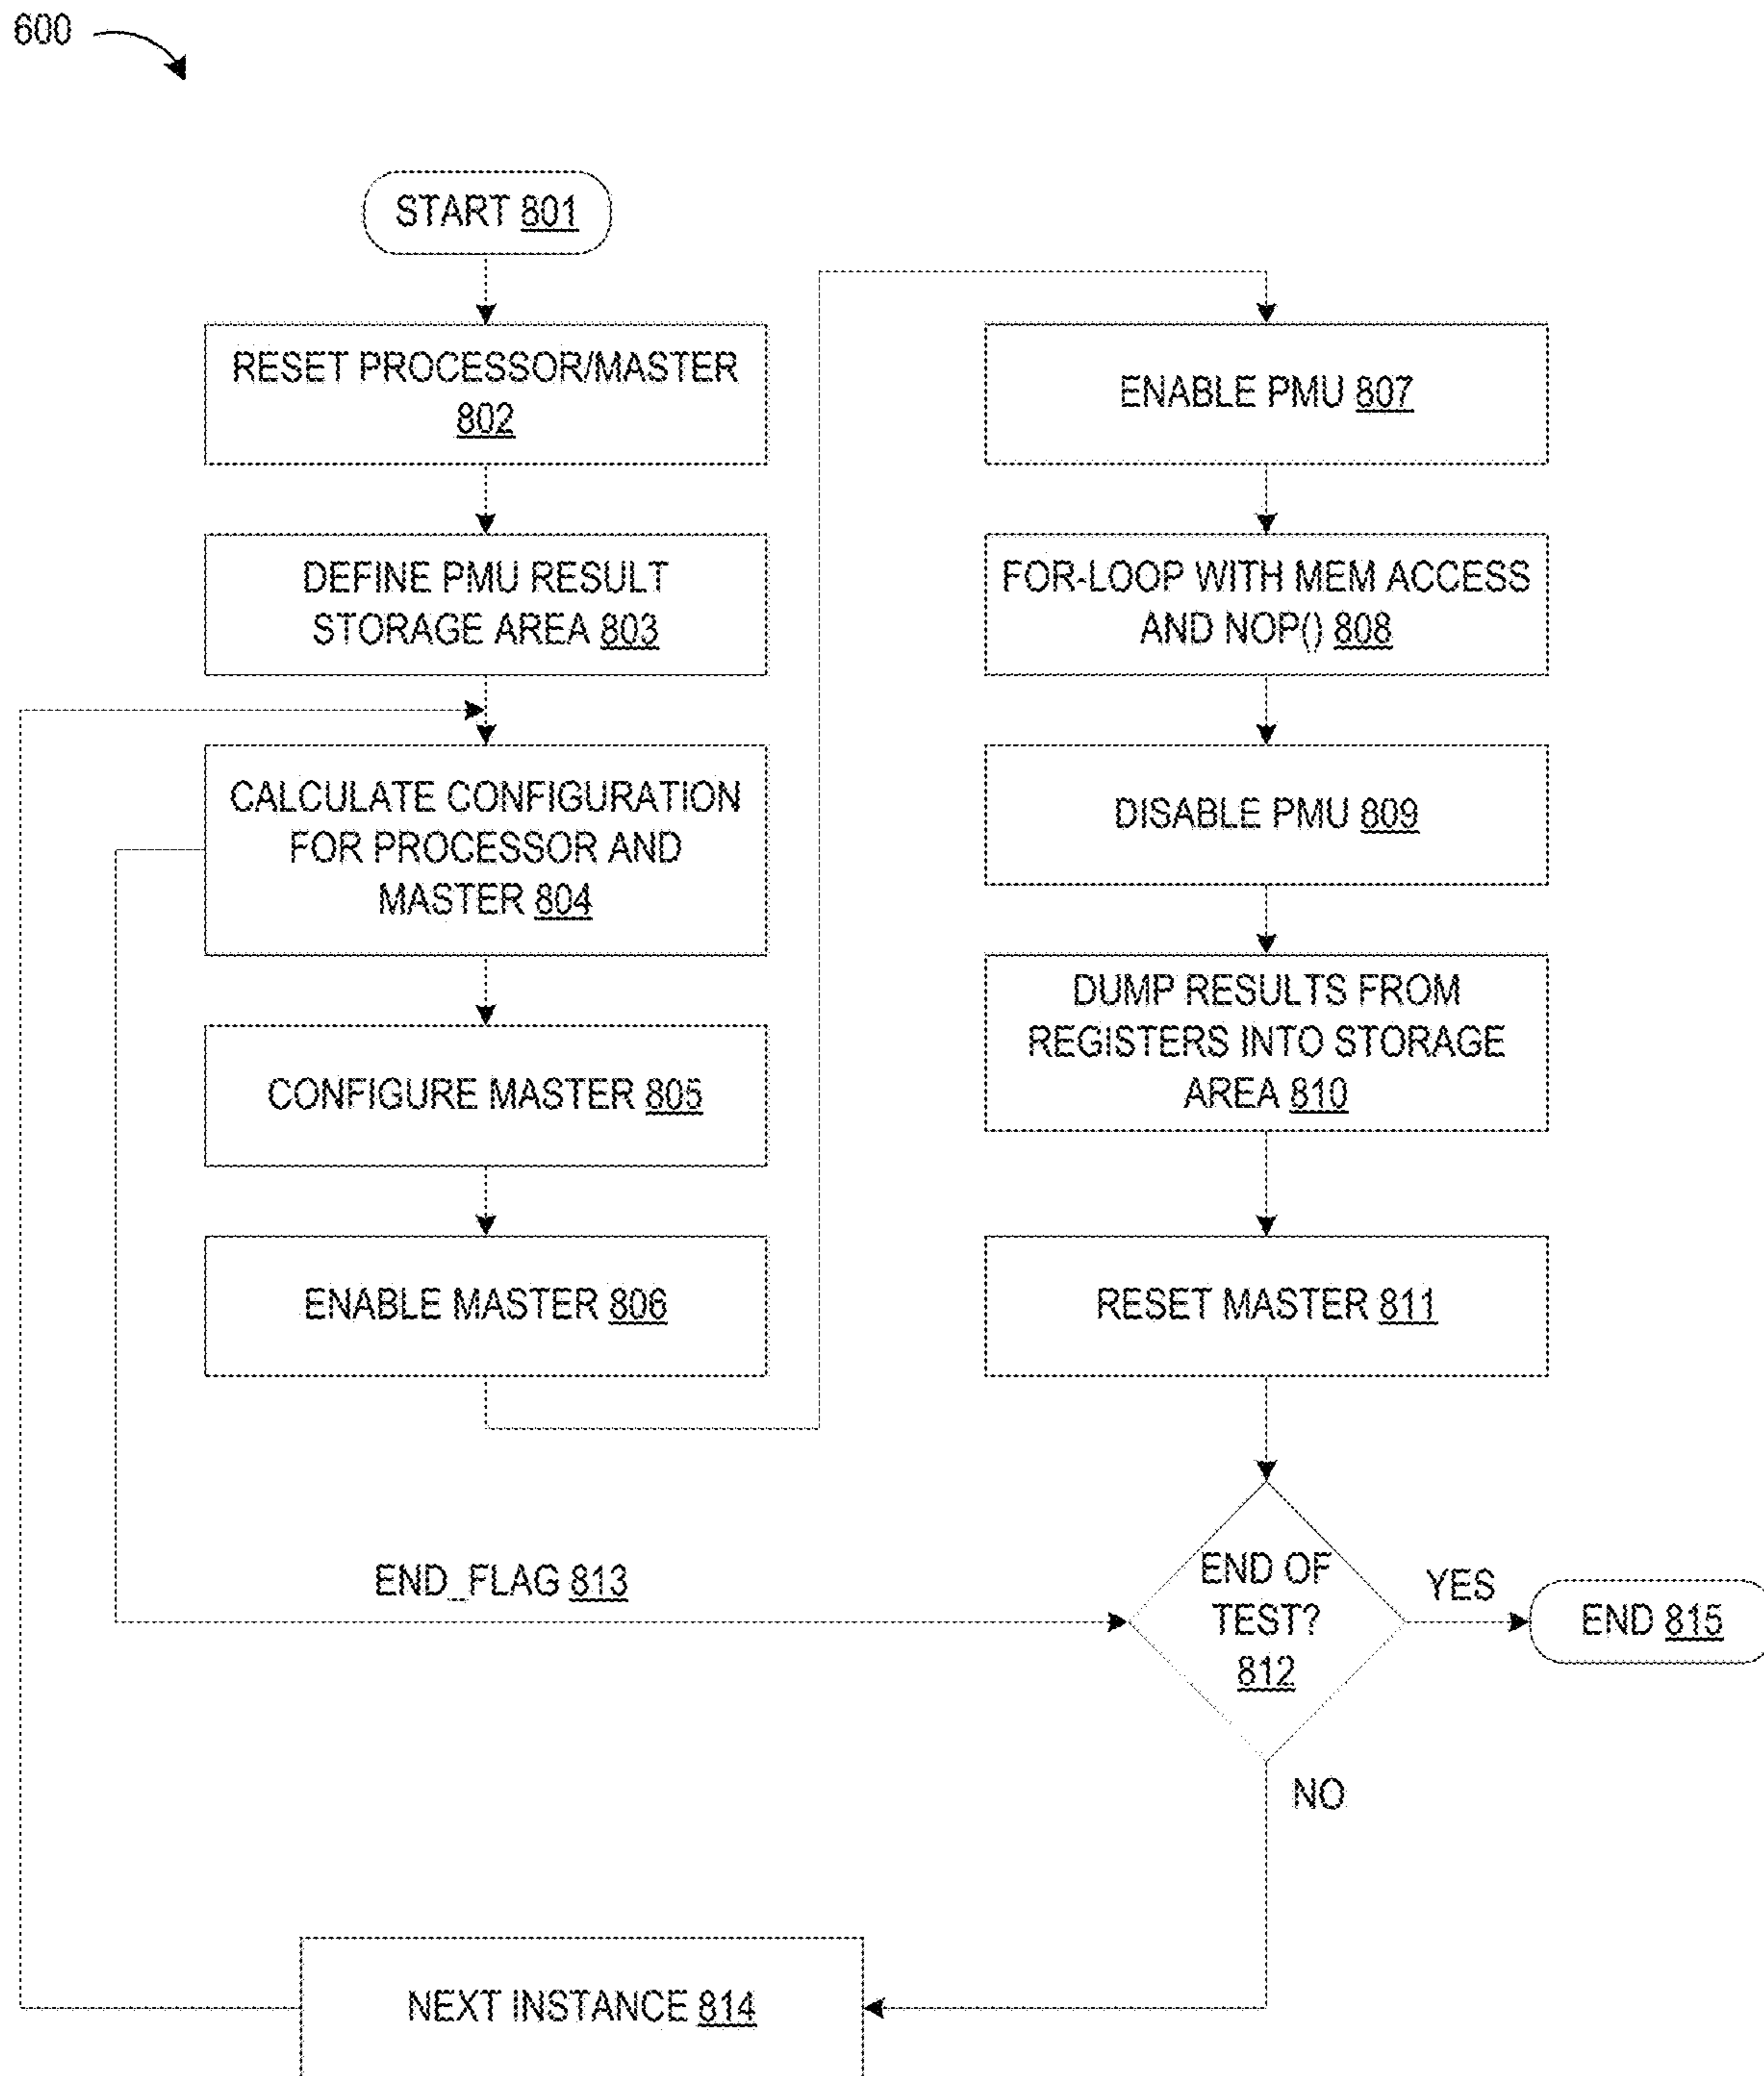 600
START 801
RESET PROCESSOR/MASTER
802
DEFINE PMU RESULT
STORAGE AREA 803
CALCULATE CONFIGURATION
FOR PROCESSOR AND
MASTER 804
CONFIGURE MASTER 805
ENABLE MASTER 806
ENABLE PMU 807
FOR-LOOP WITH MEM ACCESS
AND NOP() 808
DISABLE PMU 809
DUMP RESULTS FROM
REGISTERS INTO STORAGE
AREA 810
RESET MASTER 811
END_FLAG 813
END OF
TEST?
812
YES
END 815
NO
NEXT INSTANCE 814